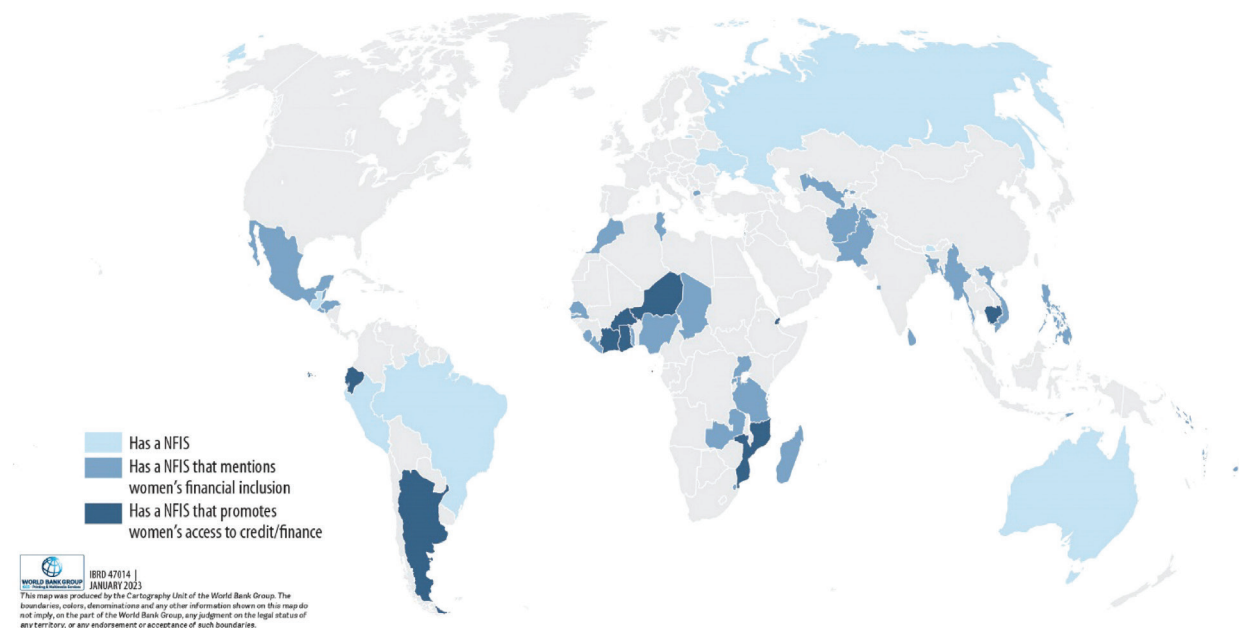 Has a NFIS
Has a NFIS that mentions
women's financial inclusion
Has a NFIS that promotes
women's access to credit/finance
WORLD BANK GROUP
IBRD 47014 |
JANUARY 2023
This map was produced by the Cartography Unit of the World Bank Group. The
boundaries, colors, denominations and any other information shown on this map do
not imply, on the part of the World Bank Group, any judgment on the legal status of
any territory, or any endorsement or acceptance of such boundaries.